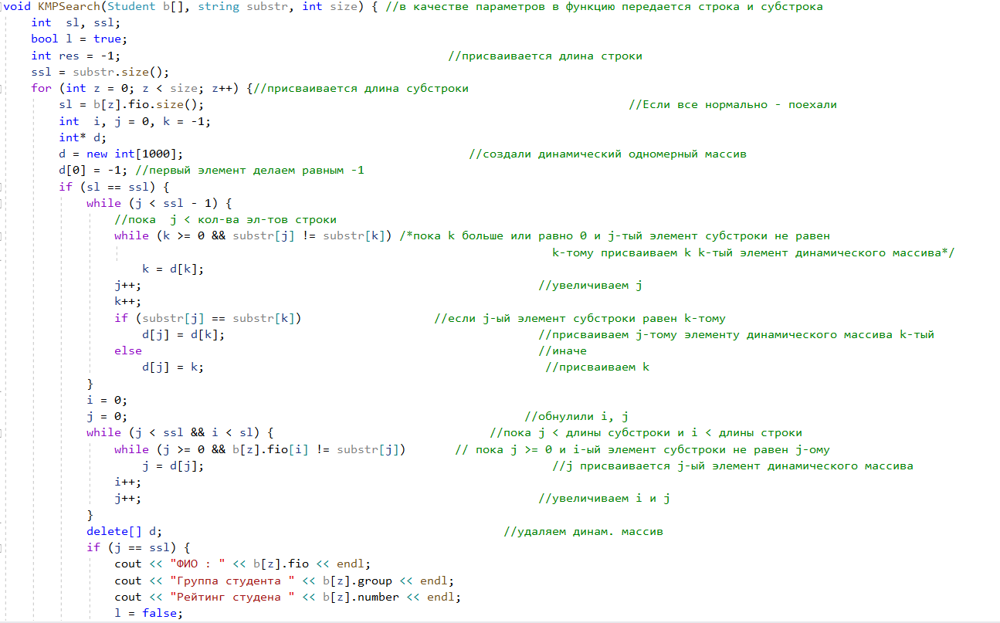 void KMPSearch(Student b[], string substr, int size) { //в качестве параметров в функцию передается строка и субстрока
int  sl, ssl;
bool l = true;
int res = -1; //присваивается длина строки
ssl = substr.size();
for (int z = 0; z < size; z++) {//присваивается длина субстроки
sl = b[z].fio.size(); //Если все нормально - поехали
int  i, j = 0, k = -1;
int* d;
d = new int[1000]; //создали динамический одномерный массив
d[0] = -1; //первый элемент делаем равным -1
if (sl == ssl) {
while (j < ssl - 1) {
//пока  j < кол-ва эл-тов строки
while (k >= 0 && substr[j] != substr[k]) /*пока k больше или равно 0 и j-тый элемент субстроки не равен
k-тому присваиваем k k-тый элемент динамического массива*/
k = d[k];
j++; //увеличиваем j
k++;
if (substr[j] == substr[k]) //если j-ый элемент субстроки равен k-тому
d[j] = d[k]; //присваиваем j-тому элементу динамического массива k-тый
else //иначе
d[j] = k; //присваиваем k
}
i = 0;
j = 0; //обнулили i, j
while (j < ssl && i < sl) { //пока j < длины субстроки и i < длины строки
while (j >= 0 && b[z].fio[i] != substr[j]) // пока j >= 0 и i-ый элемент субстроки не равен j-ому
j = d[j]; //j присваивается j-ый элемент динамического массива
i++;
j++; //увеличиваем i и j
}
delete[] d; //удаляем динам. массив
if (j == ssl) {
cout << "ФИО : " << b[z].fio << endl;
cout << "Группа студента " << b[z].group << endl;
cout << "Рейтинг студена " << b[z].number << endl;
l = false;